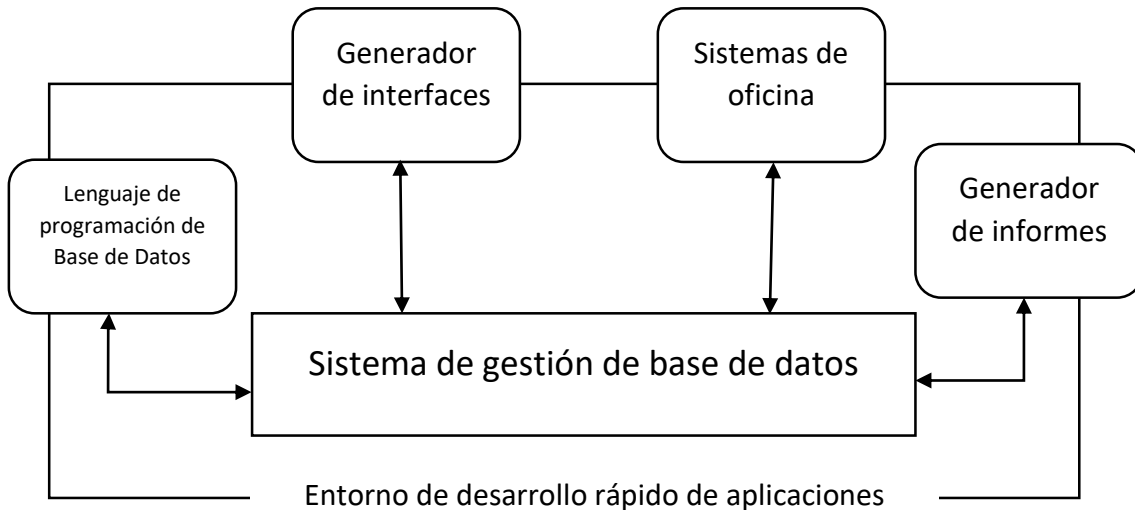 Generador
de interfaces
Sistemas de
oficina
Lenguaje de
programación de
Base de Datos
Generador
de informes
Sistema de gestión de base de datos
Entorno de desarrollo rápido de aplicaciones